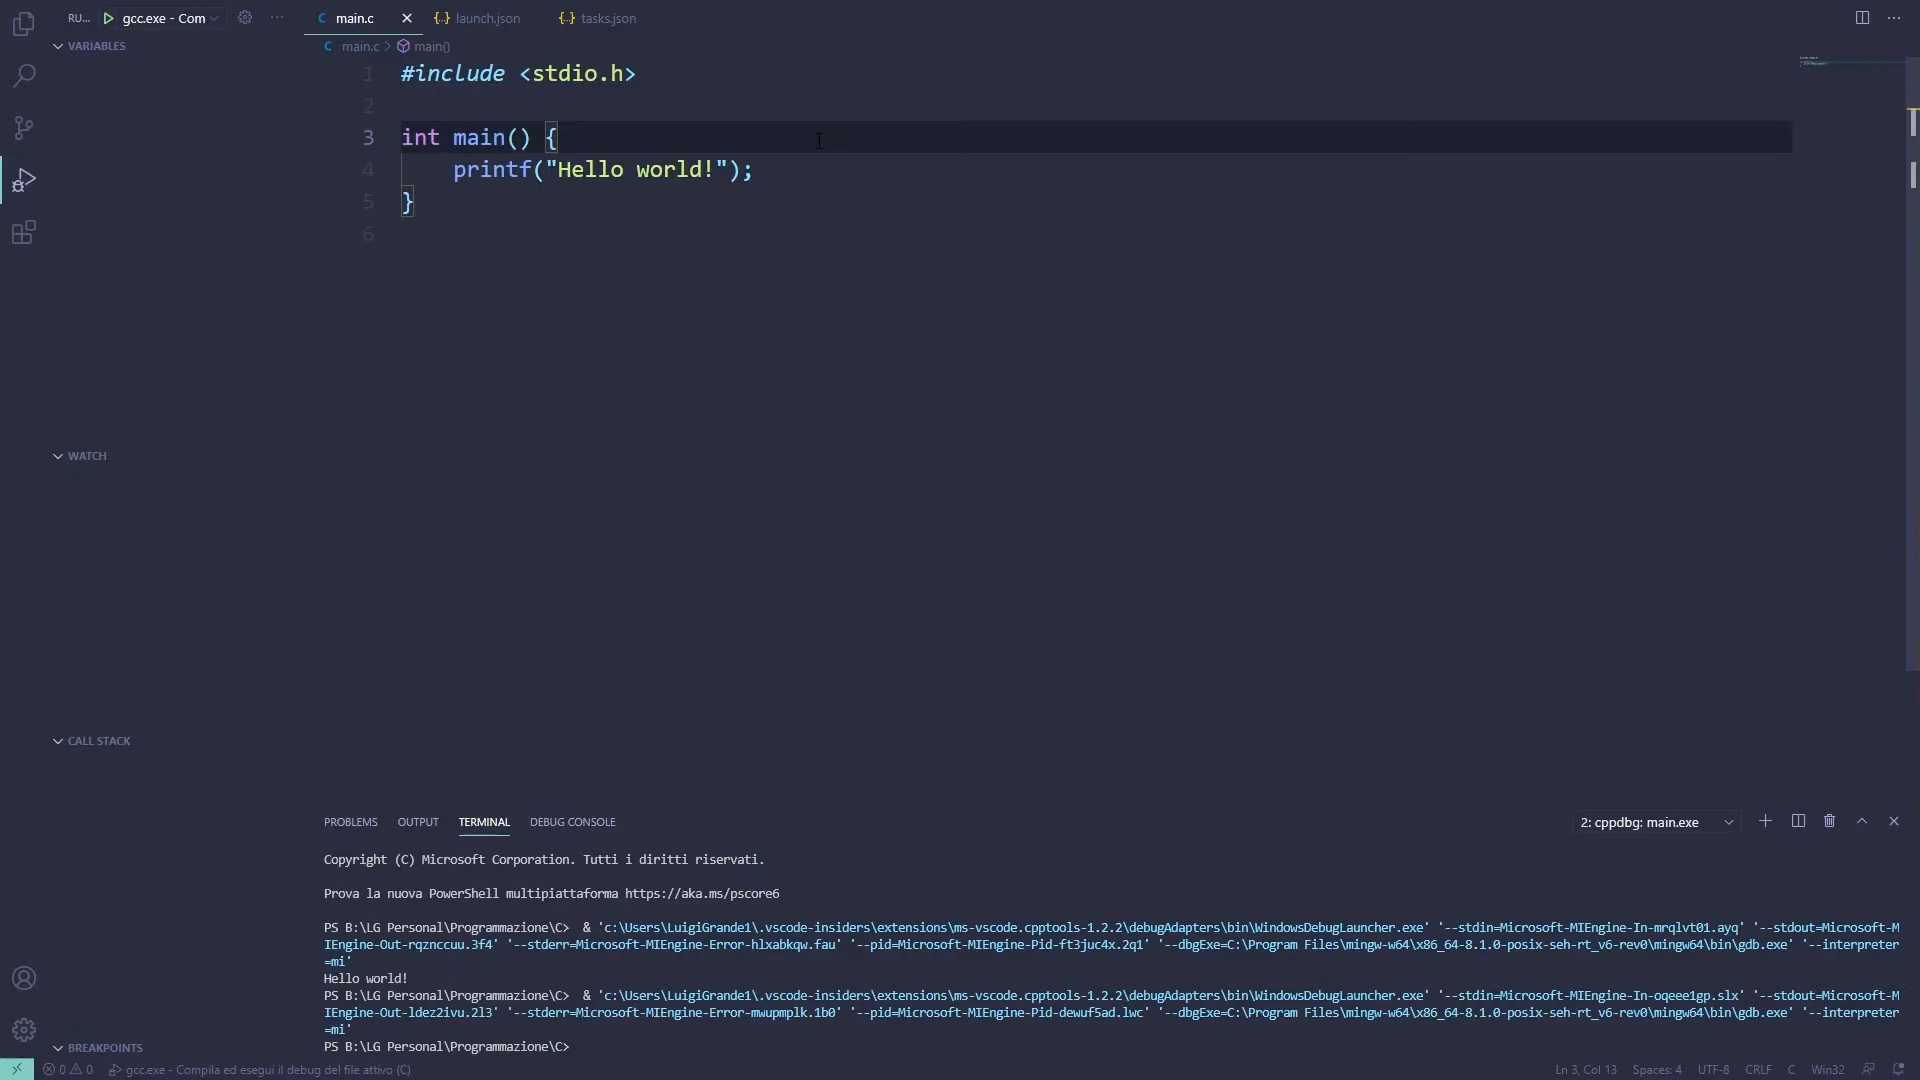 RU... gcc.exe - Com
main.c launch.json tasks.json
VARIABLES
main.c > main()
1 #include <stdio.h>
2
3 int main() {
4 printf("Hello world!");
5 }
6
WATCH
CALL STACK
BREAKPOINTS
PROBLEMS OUTPUT TERMINAL DEBUG CONSOLE 2: cppdbg: main.exe
Copyright (C) Microsoft Corporation. Tutti i diritti riservati.
Prova la nuova PowerShell multipiattaforma https://aka.ms/pscore6
PS B:\LG Personal\Programmazione\C>  & 'c:\Users\LuigiGrande1\.vscode-insiders\extensions\ms-vscode.cpptools-1.2.2\debugAdapters\bin\WindowsDebugLauncher.exe' '--stdin=Microsoft-MIEngine-In-mrqlvt01.ayq' '--stdout=Microsoft-M
IEngine-Out-rqznccuu.3f4' '--stderr=Microsoft-MIEngine-Error-hlxabkqw.fau' '--pid=Microsoft-MIEngine-Pid-ft3juc4x.2q1' '--dbgExe=C:\Program Files\mingw-w64\x86_64-8.1.0-posix-seh-rt_v6-rev0\mingw64\bin\gdb.exe' '--interpreter
=mi'
Hello world!
PS B:\LG Personal\Programmazione\C>  & 'c:\Users\LuigiGrande1\.vscode-insiders\extensions\ms-vscode.cpptools-1.2.2\debugAdapters\bin\WindowsDebugLauncher.exe' '--stdin=Microsoft-MIEngine-In-oqeee1gp.slx' '--stdout=Microsoft-M
IEngine-Out-ldez2ivu.2l3' '--stderr=Microsoft-MIEngine-Error-mwupmplk.1b0' '--pid=Microsoft-MIEngine-Pid-dewuf5ad.lwc' '--dbgExe=C:\Program Files\mingw-w64\x86_64-8.1.0-posix-seh-rt_v6-rev0\mingw64\bin\gdb.exe' '--interpreter
=mi'
PS B:\LG Personal\Programmazione\C>
0 0 gcc.exe - Compila ed esegui il debug del file attivo (C) Ln 3, Col 13 Spaces: 4 UTF-8 CRLF C Win32